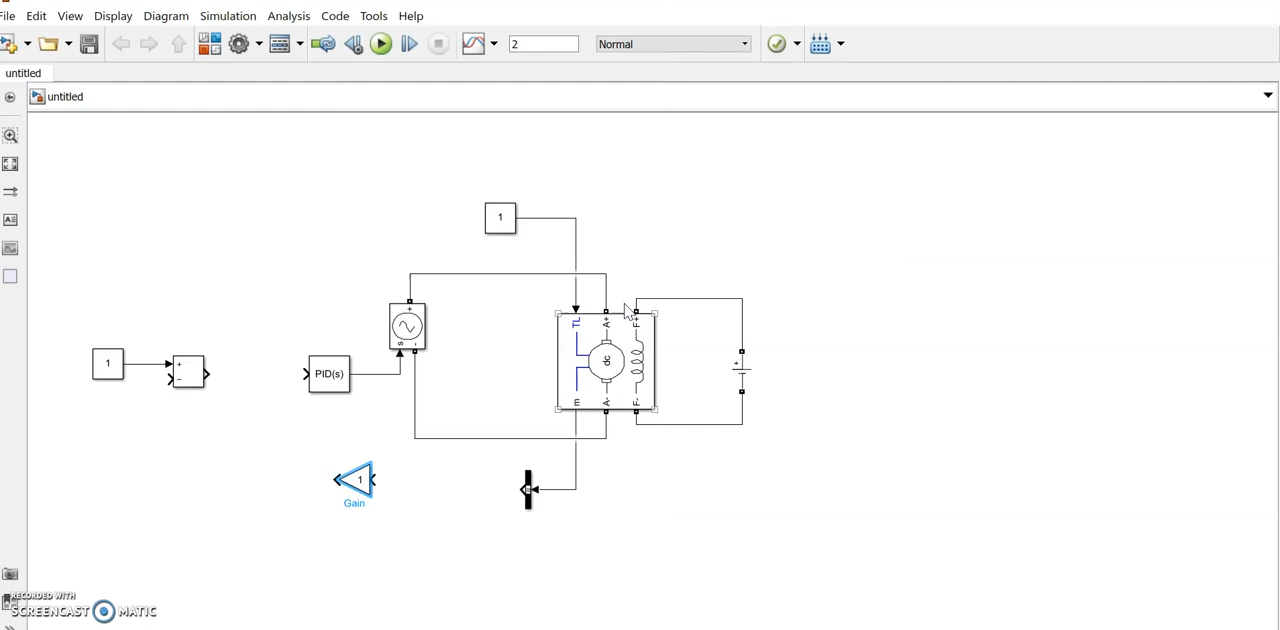 File Edit View Display Diagram Simulation Analysis Code Tools Help
2 Normal
untitled
untitled
1
TL A+ F+
+
s -
1 + -
PID(s)
dc
+
m A- F-
1
Gain
RECORDED WITH
SCREENCAST MATIC